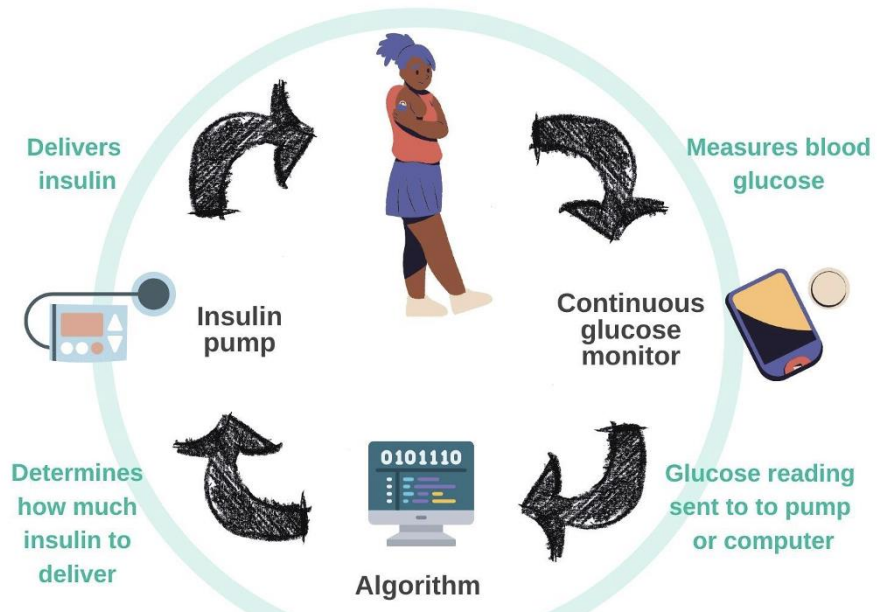 Delivers
insulin
Measures blood
glucose
Insulin
pump
Continuous
glucose
monitor
0101110
Determines
how much
insulin to
deliver
Glucose reading
sent to to pump
or computer
Algorithm